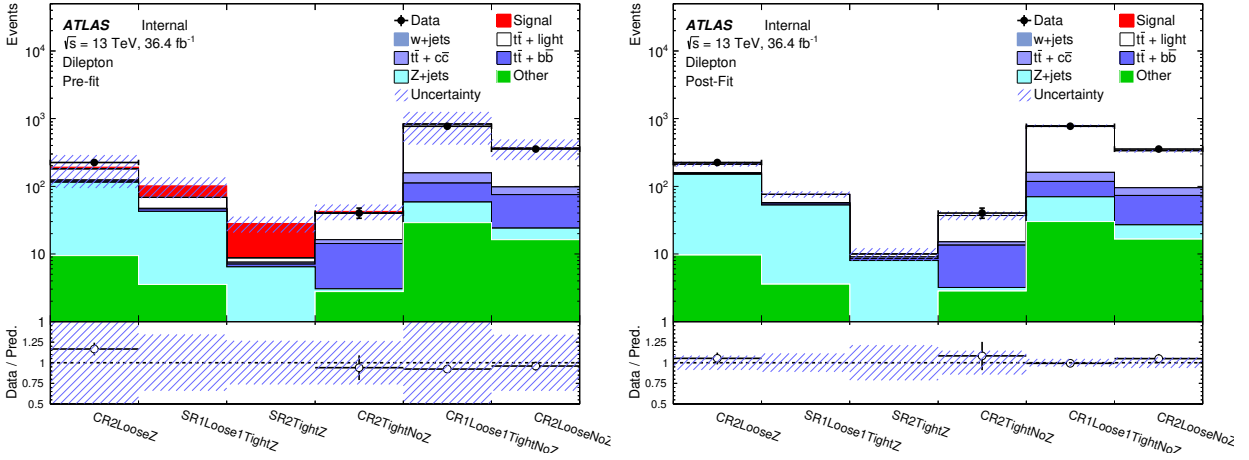 Events
ATLAS Internal
√s = 13 TeV, 36.4 fb⁻¹
Dilepton
Pre-fit
Data
Signal
w+jets
tt̅ + light
tt̅ + cc̅
tt̅ + bb̅
Z+jets
Other
Uncertainty
10⁴
10³
10²
10
1
Data / Pred.
1.25
1
0.75
0.5
CR2LooseZ
SR1Loose1TightZ
SR2TightZ
CR2TightNoZ
CR1Loose1TightNoZ
CR2LooseNoZ
Events
ATLAS Internal
√s = 13 TeV, 36.4 fb⁻¹
Dilepton
Post-Fit
Data
Signal
w+jets
tt̅ + light
tt̅ + cc̅
tt̅ + bb̅
Z+jets
Other
Uncertainty
10⁴
10³
10²
10
1
Data / Pred.
1.25
1
0.75
0.5
CR2LooseZ
SR1Loose1TightZ
SR2TightZ
CR2TightNoZ
CR1Loose1TightNoZ
CR2LooseNoZ